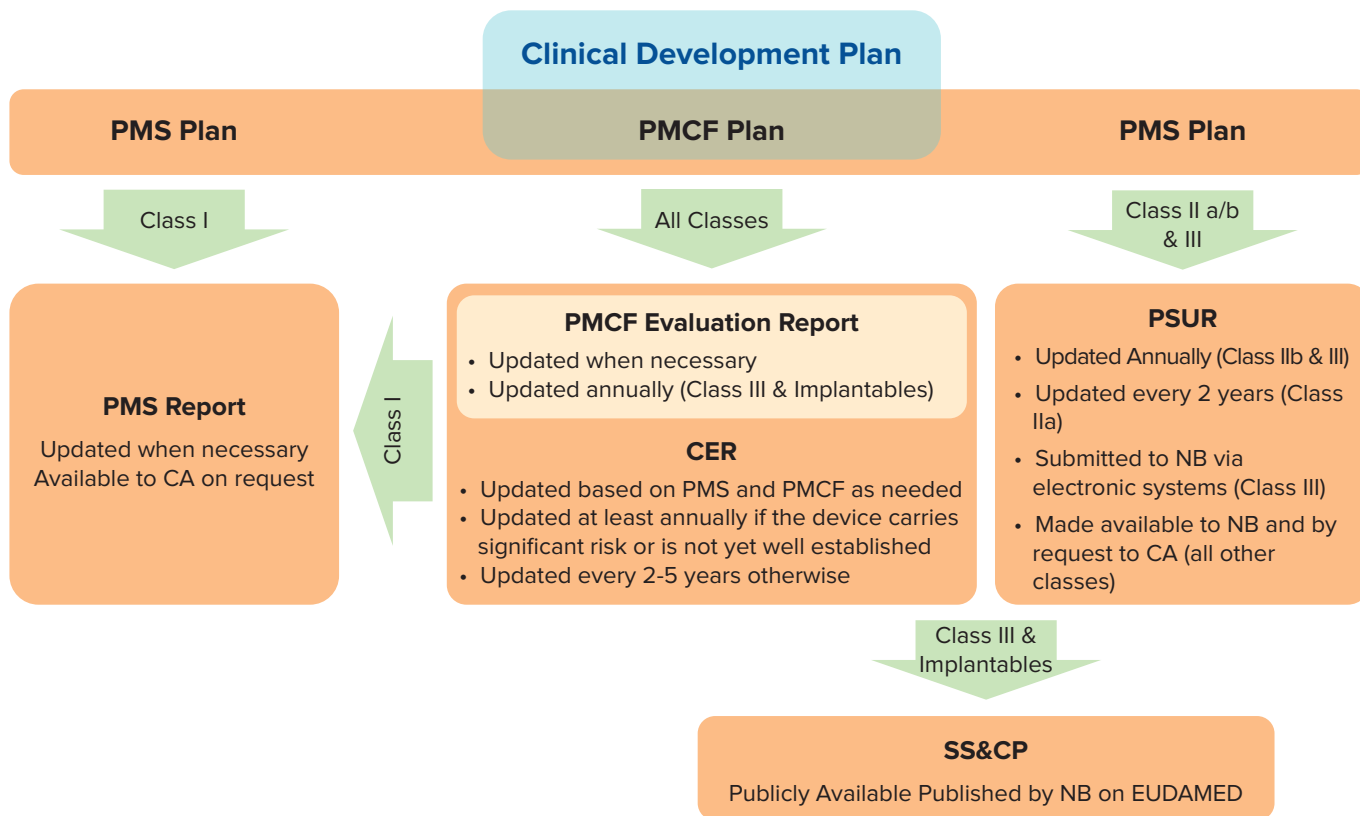 Clinical Development Plan
PMS Plan
PMCF Plan
PMS Plan
Class I
All Classes
Class II a/b
& III
PMS Report
Updated when necessary
Available to CA on request
Class I
PMCF Evaluation Report
• Updated when necessary
• Updated annually (Class III & Implantables)
CER
• Updated based on PMS and PMCF as needed
• Updated at least annually if the device carries
significant risk or is not yet well established
• Updated every 2-5 years otherwise
PSUR
• Updated Annually (Class IIb & III)
• Updated every 2 years (Class
IIa)
• Submitted to NB via
electronic systems (Class III)
• Made available to NB and by
request to CA (all other
classes)
Class III &
Implantables
SS&CP
Publicly Available Published by NB on EUDAMED